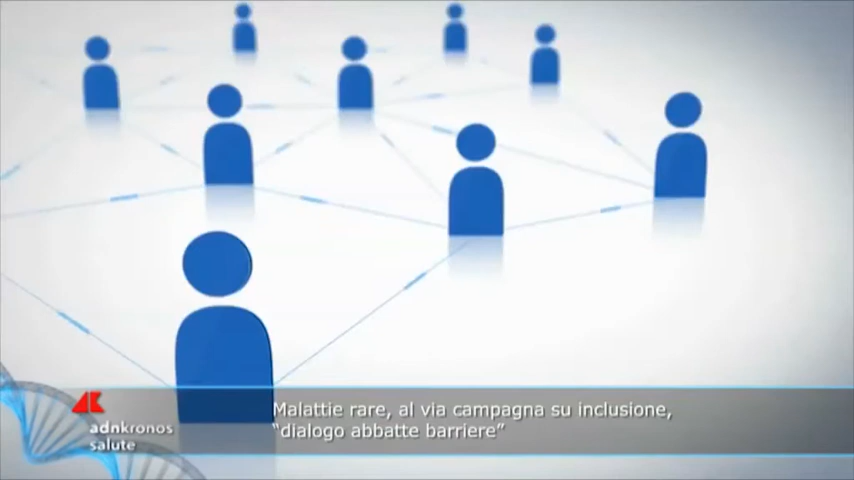 Malattie rare, al via campagna su inclusione,
“dialogo abbatte barriere”
adnkronos
salute